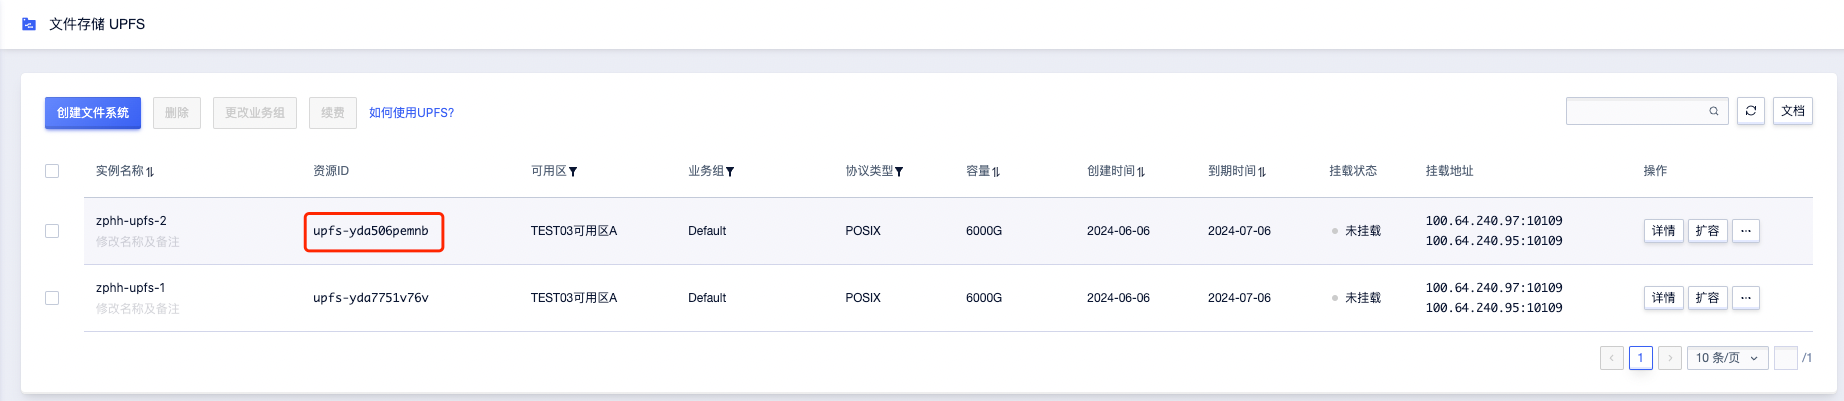 文件存储 UPFS
创建文件系统 删除 更改业务组 续费 如何使用UPFS? 文档
实例名称 资源ID 可用区 业务组 协议类型 容量 创建时间 到期时间 挂载状态 挂载地址 操作
zphh-upfs-2 upfs-yda506pemnb TEST03可用区A Default POSIX 6000G 2024-06-06 2024-07-06 未挂载 100.64.240.97:10109 详情 扩容 ...
修改名称及备注 100.64.240.95:10109
zphh-upfs-1 upfs-yda7751v76v TEST03可用区A Default POSIX 6000G 2024-06-06 2024-07-06 未挂载 100.64.240.97:10109 详情 扩容 ...
修改名称及备注 100.64.240.95:10109
1 10 条/页 /1